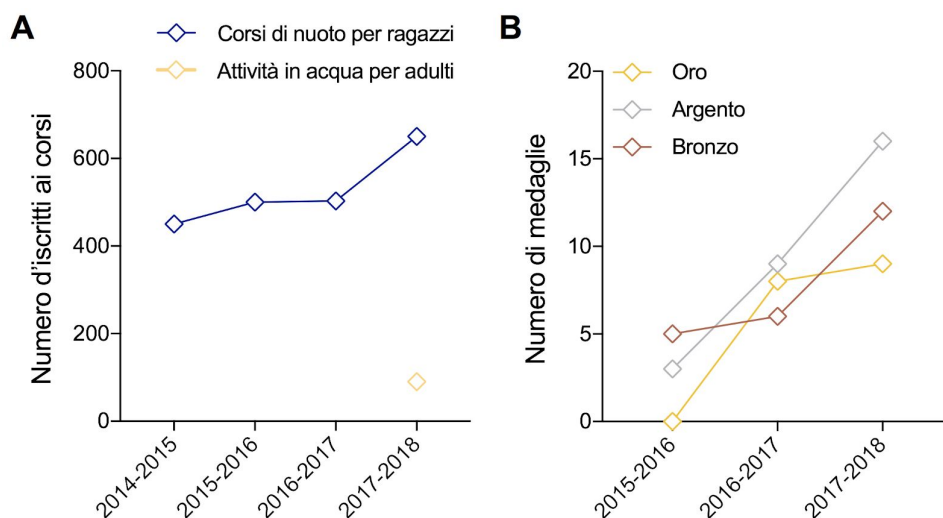 A
Corsi di nuoto per ragazzi
Attività in acqua per adulti
Numero d'iscritti ai corsi
800
600
400
200
0
2014-2015
2015-2016
2016-2017
2017-2018
B
Oro
Argento
Bronzo
Numero di medaglie
20
15
10
5
0
2015-2016
2016-2017
2017-2018